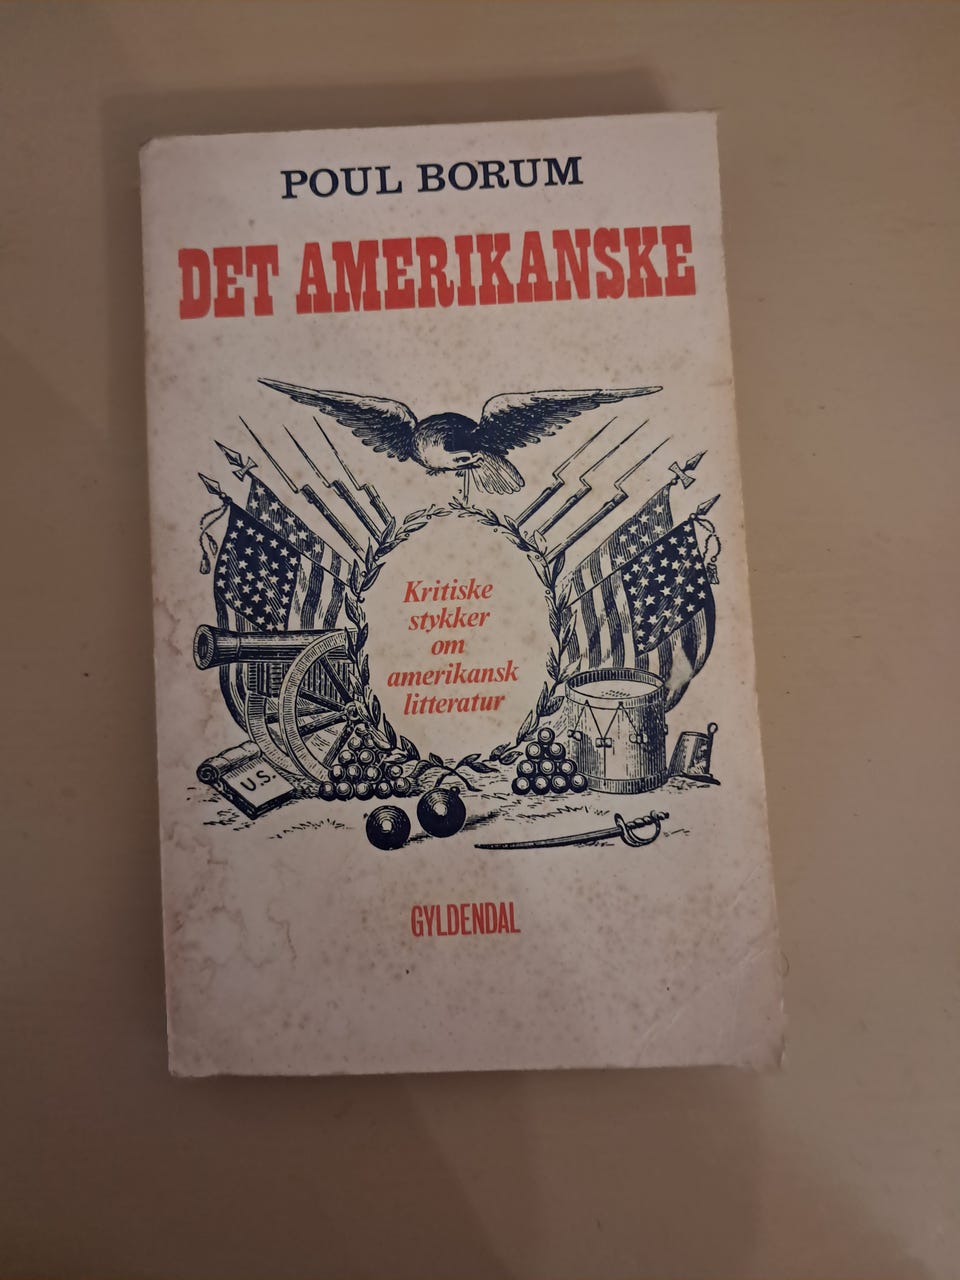 POUL BORUM
DET AMERIKANSKE
Kritiske
stykker
om
amerikansk
litteratur
U.S.
GYLDENDAL